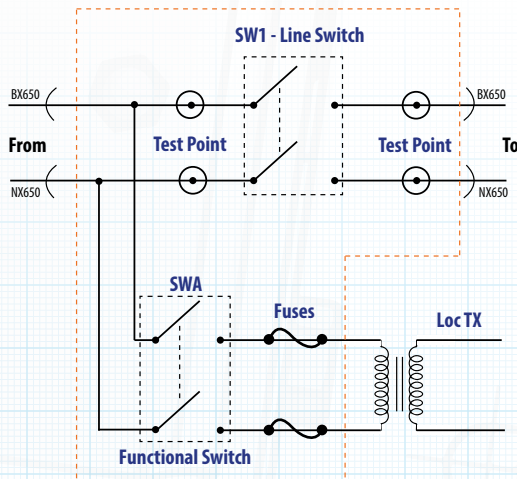 SW1 - Line Switch
BX650
BX650
From
Test Point
Test Point
To
NX650
NX650
SWA
Fuses
Loc TX
Functional Switch